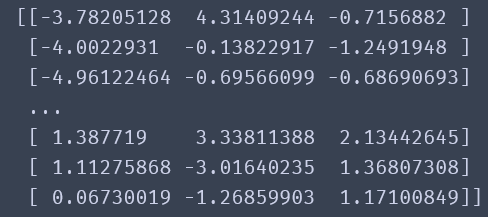 [[-3.78205128  4.31409244 -0.7156882 ]
 [-4.0022931  -0.13822917 -1.2491948 ]
 [-4.96122464 -0.69566099 -0.68690693]
 ...
 [ 1.387719    3.33811388  2.13442645]
 [ 1.11275868 -3.01640235  1.36807308]
 [ 0.06730019 -1.26859903  1.17100849]]